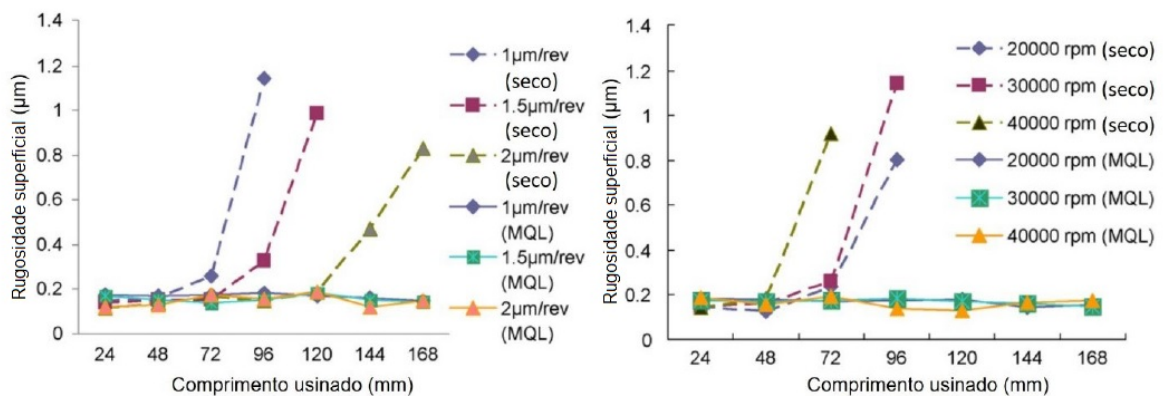 Rugosidade superficial (µm)
1.4
1.2
1
0.8
0.6
0.4
0.2
0
24 48 72 96 120 144 168
Comprimento usinado (mm)
1µm/rev
(seco)
1.5µm/rev
(seco)
2µm/rev
(seco)
1µm/rev
(MQL)
1.5µm/rev
(MQL)
2µm/rev
(MQL)
Rugosidade superficial (µm)
1.4
1.2
1
0.8
0.6
0.4
0.2
0
24 48 72 96 120 144 168
Comprimento usinado (mm)
20000 rpm (seco)
30000 rpm (seco)
40000 rpm (seco)
20000 rpm (MQL)
30000 rpm (MQL)
40000 rpm (MQL)